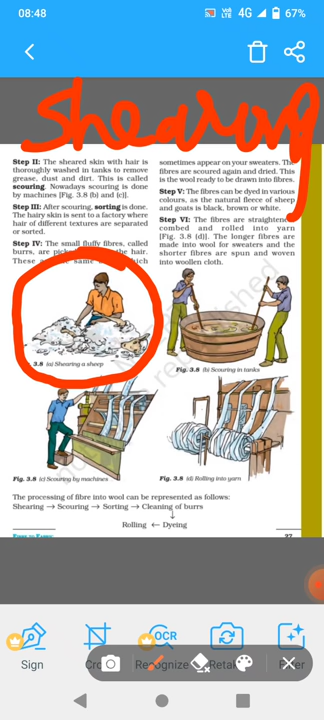 08:48
4G
67%
Shearing
Step II: The sheared skin with hair is
thoroughly washed in tanks to remove
grease, dust and dirt. This is called
scouring. Nowadays scouring is done
by machines [Fig. 3.8 (b) and (c)].
Step III: After scouring, sorting is done.
The hairy skin is sent to a factory where
hair of different textures are separated
or sorted.
Step IV: The small fluffy fibres, called
burrs, are picked the hair.
These same which
sometimes appear on your sweaters. The
fibres are scoured again and dried. This
is the wool ready to be drawn into fibres.
Step V: The fibres can be dyed in various
colours, as the natural fleece of sheep
and goats is black, brown or white.
Step VI: The fibres are straightened,
combed and rolled into yarn
[Fig. 3.8 (d)]. The longer fibres are
made into wool for sweaters and the
shorter fibres are spun and woven
into woollen cloth.
3.8 (a) Shearing a sheep
Fig. 3.8 (b) Scouring in tanks
Fig. 3.8 (c) Scouring by machines
Fig. 3.8 (d) Rolling into yarn
The processing of fibre into wool can be represented as follows:
Shearing → Scouring → Sorting → Cleaning of burrs
↓
Rolling ← Dyeing
27
OCR
Sign
Cro
Recognize
Retak